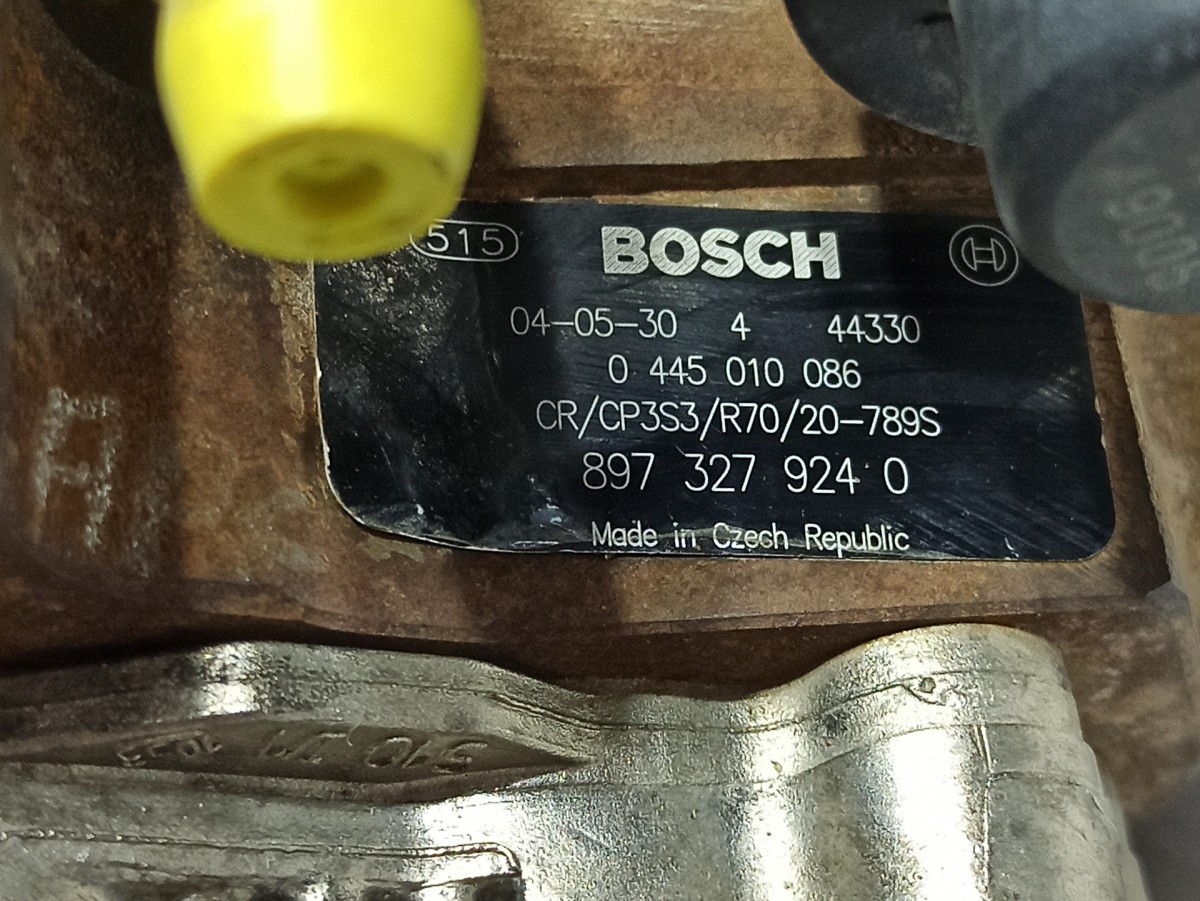 515 BOSCH
04-05-30 4 44330
0 445 010 086
CR/CP3S3/R70/20-789S
897 327 924 0
Made in Czech Republic